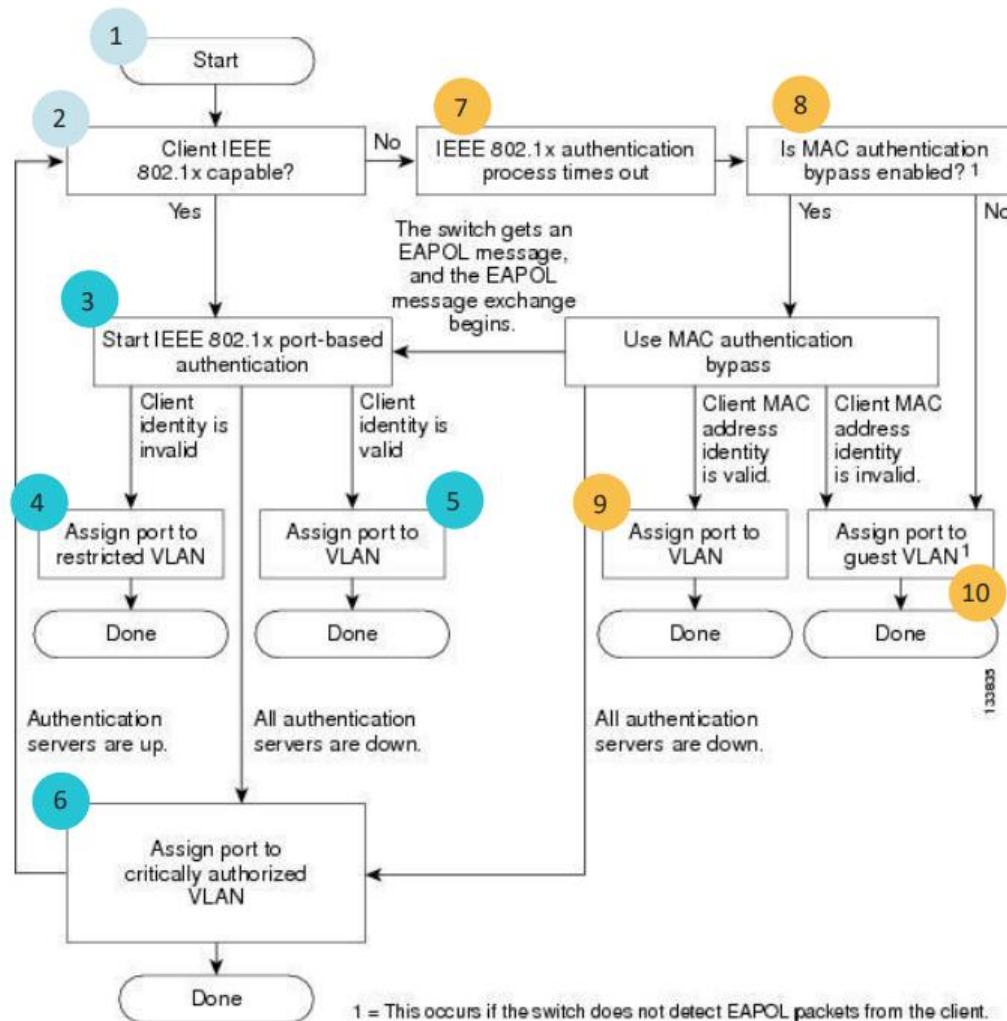 1
Start
2
Client IEEE
802.1x capable?
No
7
IEEE 802.1x authentication
process times out
8
Is MAC authentication
bypass enabled? 1
Yes
The switch gets an
EAPOL message,
and the EAPOL
message exchange
begins.
Yes
No
3
Start IEEE 802.1x port-based
authentication
Use MAC authentication
bypass
Client
identity is
invalid
Client
identity is
valid
Client MAC
address
identity
is valid.
Client MAC
address
identity
is invalid.
4
Assign port to
restricted VLAN
5
Assign port to
VLAN
9
Assign port to
VLAN
Assign port to
guest VLAN 1
10
Done
Done
Done
Done
133835
Authentication
servers are up.
All authentication
servers are down.
All authentication
servers are down.
6
Assign port to
critically authorized
VLAN
Done
1 = This occurs if the switch does not detect EAPOL packets from the client.